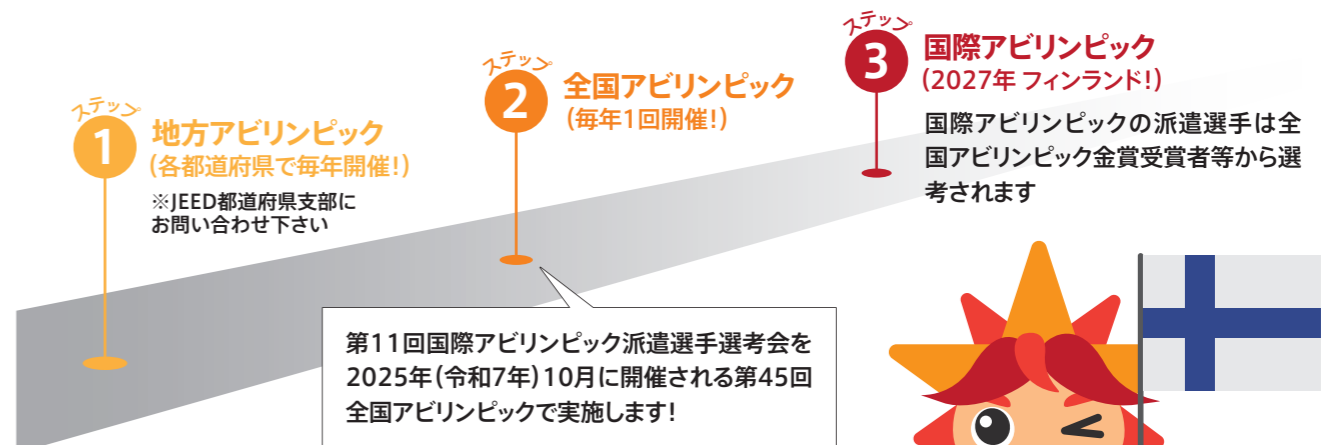 ステップ
1
地方アビリンピック
(各都道府県で毎年開催!)
※JEED都道府県支部に
お問い合わせ下さい
ステップ
2
全国アビリンピック
(毎年1回開催!)
ステップ
3
国際アビリンピック
(2027年 フィンランド!)
国際アビリンピックの派遣選手は全
国アビリンピック金賞受賞者等から選
考されます
第11回国際アビリンピック派遣選手選考会を
2025年(令和7年)10月に開催される第45回
全国アビリンピックで実施します!